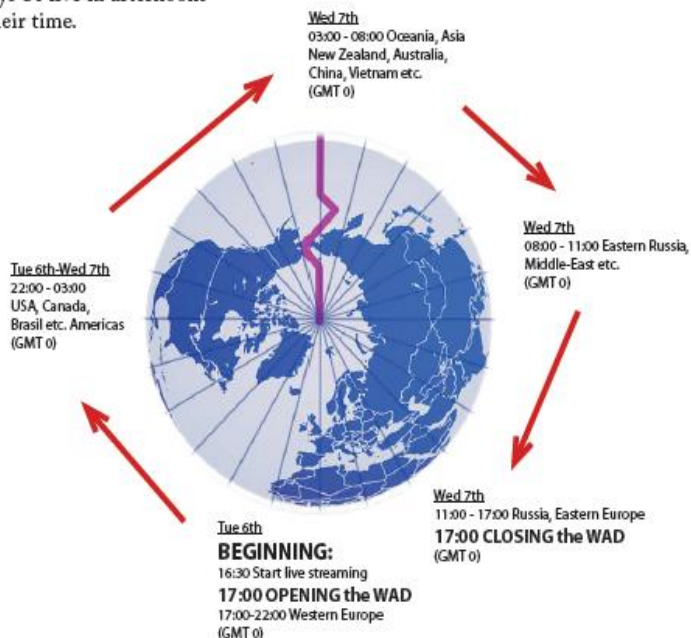 heir time.
Wed 7th
03:00 - 08:00 Oceania, Asia
New Zealand, Australia,
China, Vietnam etc.
(GMT 0)
Wed 7th
08:00 - 11:00 Eastern Russia,
Middle-East etc.
(GMT 0)
Tue 6th-Wed 7th
22:00 - 03:00
USA, Canada,
Brasil etc. Americas
(GMT 0)
Wed 7th
11:00 - 17:00 Russia, Eastern Europe
17:00 CLOSING the WAD
(GMT 0)
Tue 6th
BEGINNING:
16:30 Start live streaming
17:00 OPENING the WAD
17:00-22:00 Western Europe
(GMT 0)